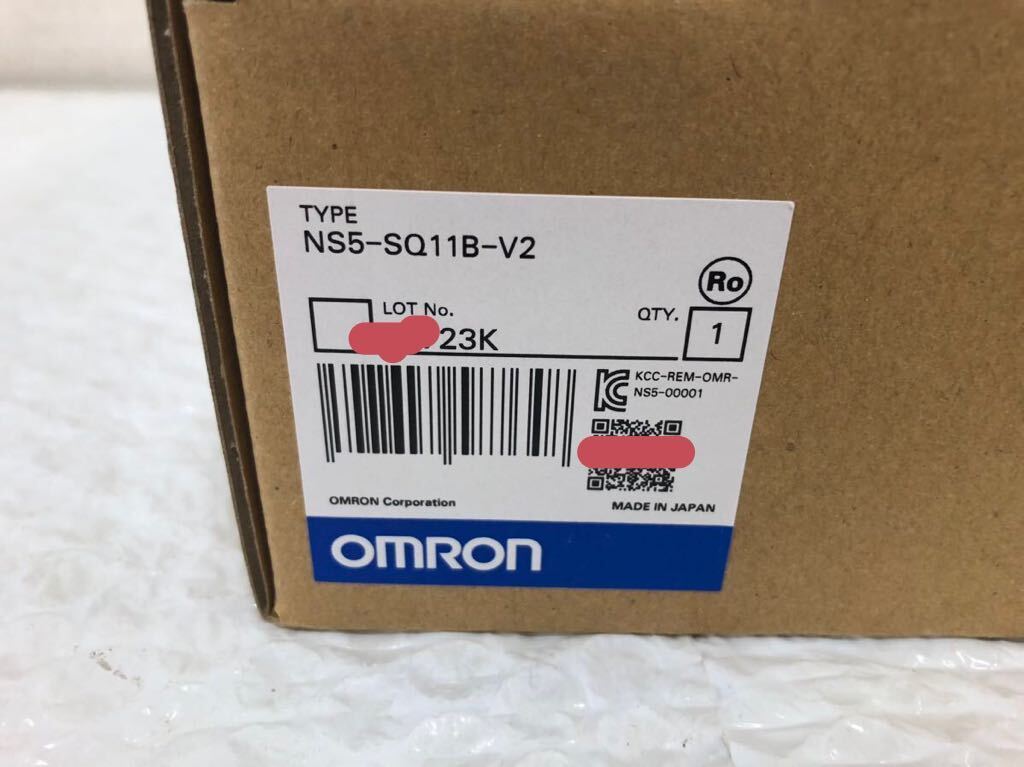 TYPE
NS5-SQ11B-V2
Ro
LOT No.
23K
QTY.
1
KCC-REM-OMR-
NS5-00001
OMRON Corporation
MADE IN JAPAN
OMRON